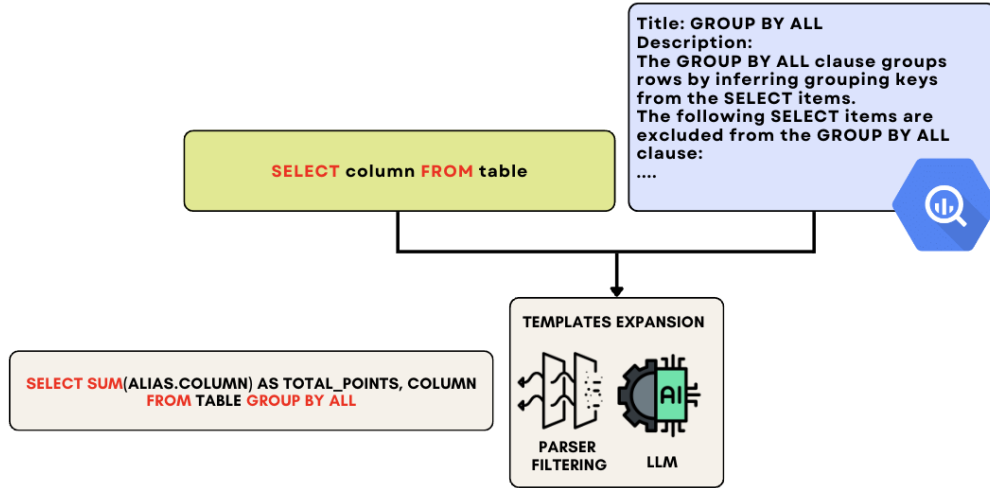 Title: GROUP BY ALL
Description:
The GROUP BY ALL clause groups
rows by inferring grouping keys
from the SELECT items.
The following SELECT items are
excluded from the GROUP BY ALL
clause:
....
SELECT column FROM table
TEMPLATES EXPANSION
AI
PARSER
FILTERING
LLM
SELECT SUM(ALIAS.COLUMN) AS TOTAL_POINTS, COLUMN
FROM TABLE GROUP BY ALL